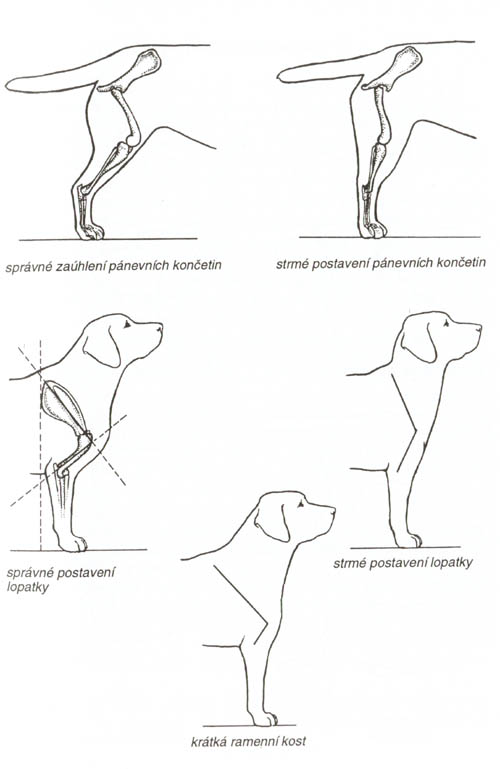 správné zaúhlení pánevních končetin
strmé postavení pánevních končetin
správné postavení
lopatky
strmé postavení lopatky
krátká ramenní kost